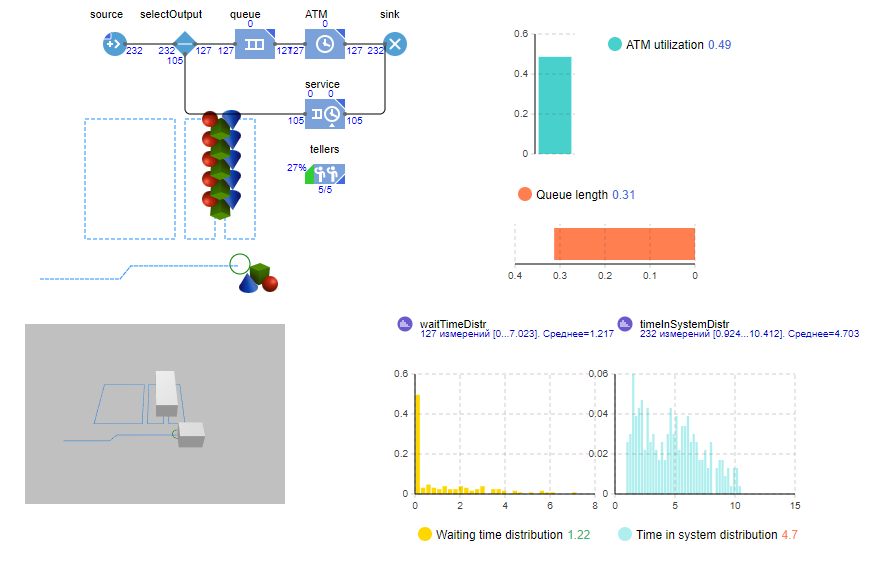 source
selectOutput
queue
ATM
sink
0
0
232
232
127
127
127
127
127
232
105
service
0
0
105
105
tellers
27%
5/5
0.6
0.4
0.2
0
ATM utilization 0.49
Queue length 0.31
0.4
0.3
0.2
0.1
0
waitTimeDistr
127 измерений [0...7.023]. Среднее=1.217
timeInSystemDistr
232 измерений [0.924...10.412]. Среднее=4.703
0.6
0.4
0.2
0
0
2
4
6
8
Waiting time distribution 1.22
0.06
0.04
0.02
0
0
5
10
15
Time in system distribution 4.7